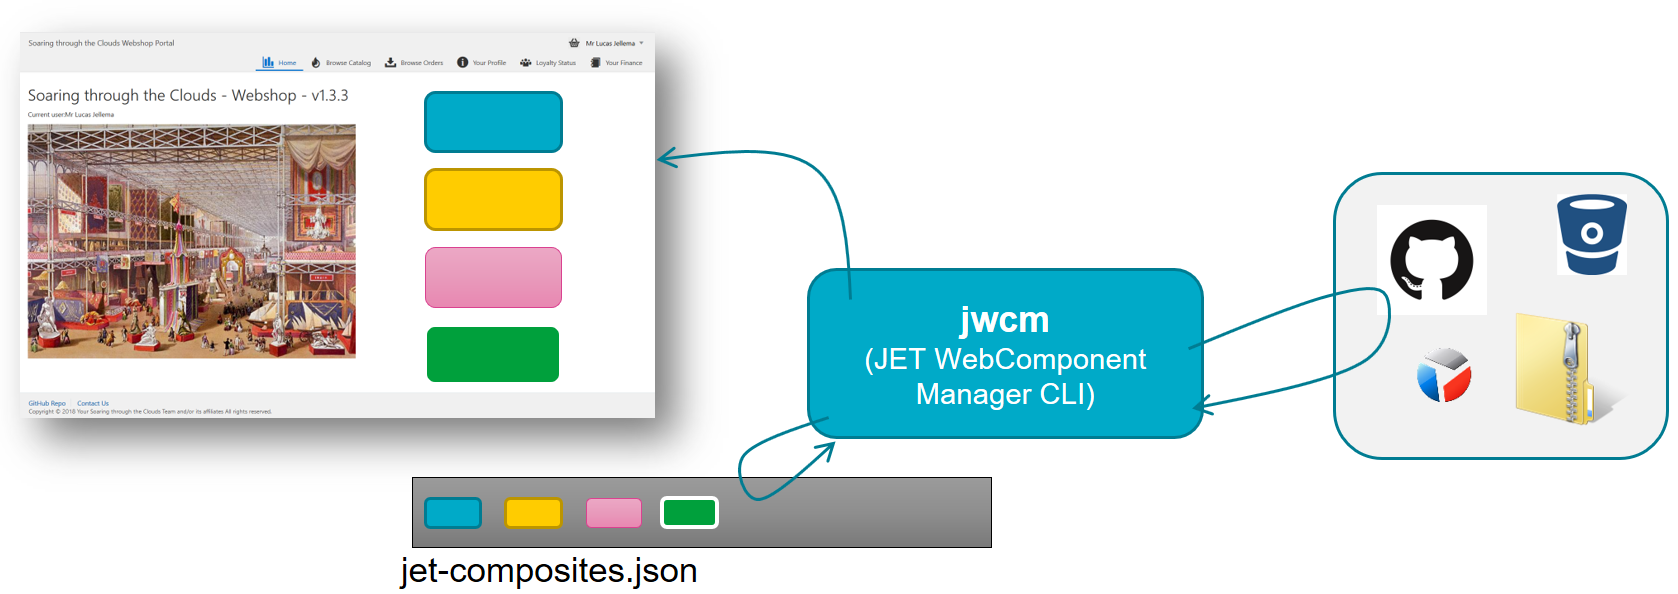 Soaring through the Clouds Webshop Portal
Mr Lucas Jellema
Home Browse Catalog Browse Orders Your Profile Loyalty Status Your Finance
Soaring through the Clouds - Webshop - v1.3.3
Current user:Mr Lucas Jellema
GitHub Repo Contact Us
Copyright © 2018 Your Soaring through the Clouds Team and/or its affiliates All rights reserved.
jwcm
(JET WebComponent
Manager CLI)
jet-composites.json